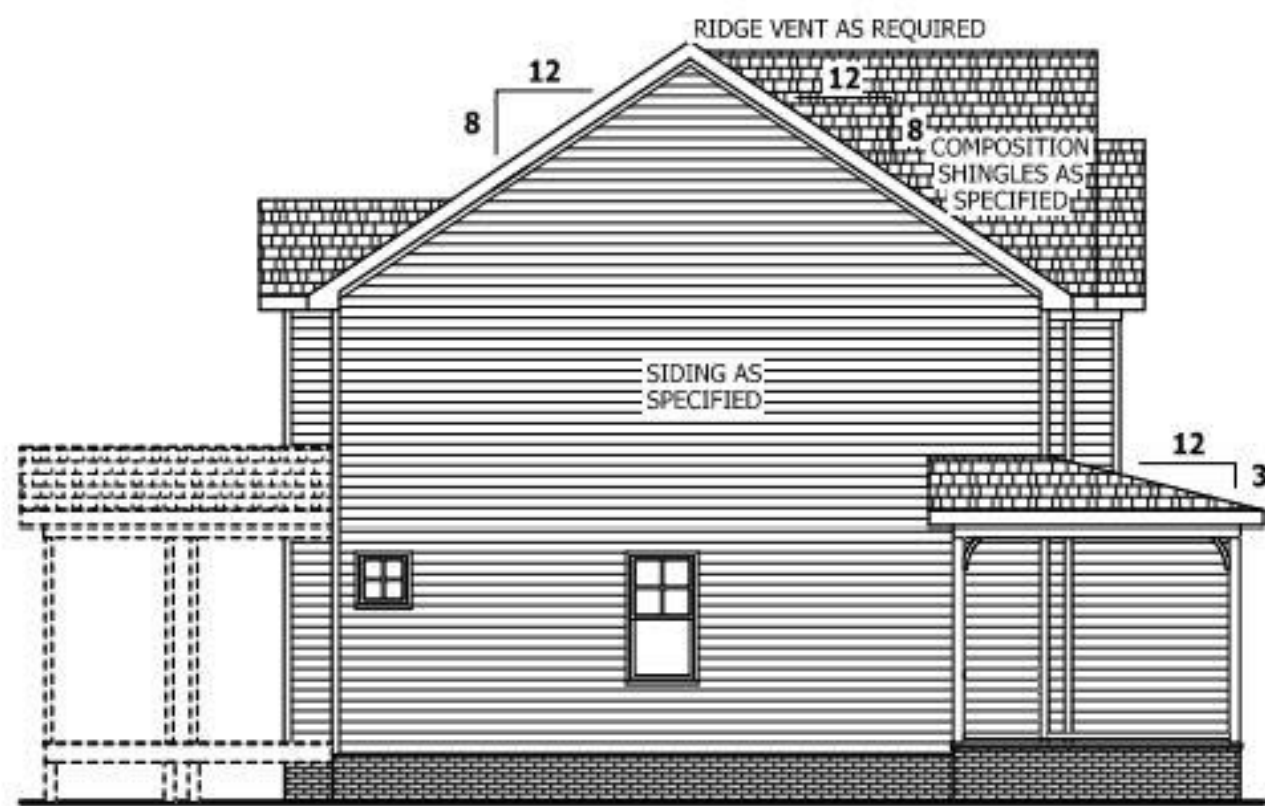 RIDGE VENT AS REQUIRED
12
8
12
8
COMPOSITION
SHINGLES AS
SPECIFIED
SIDING AS
SPECIFIED
12
3